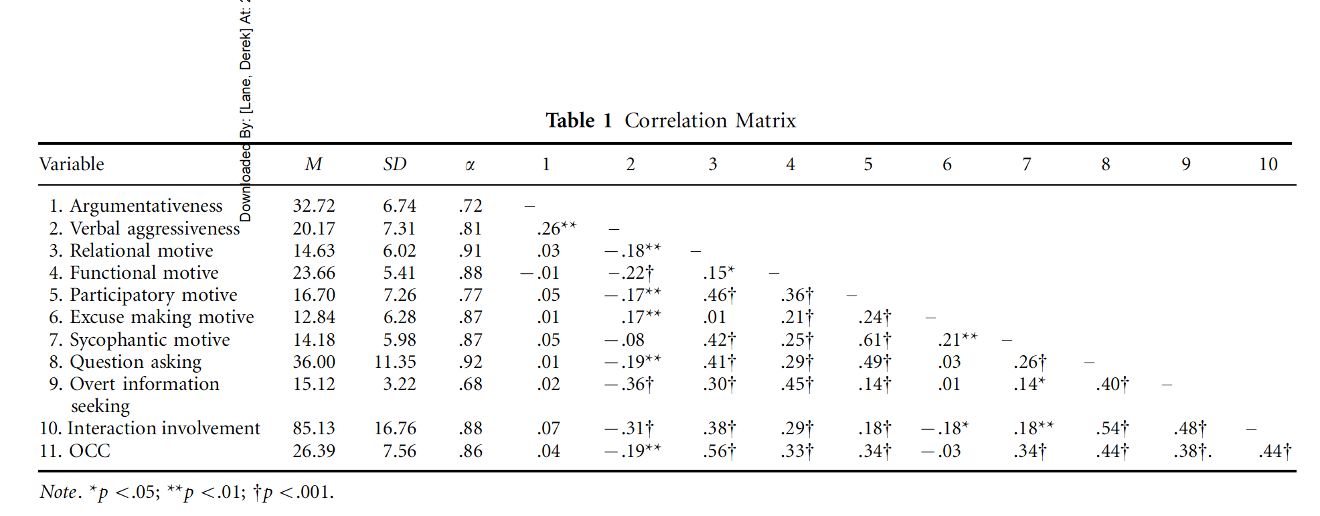 Downloaded By: [Lane, Derek] At: 2
Table 1 Correlation Matrix
Variable M SD α 1 2 3 4 5 6 7 8 9 10
1. Argumentativeness 32.72 6.74 .72 –
2. Verbal aggressiveness 20.17 7.31 .81 .26** –
3. Relational motive 14.63 6.02 .91 .03 –.18** –
4. Functional motive 23.66 5.41 .88 –.01 –.22† .15* –
5. Participatory motive 16.70 7.26 .77 .05 –.17** .46† .36† –
6. Excuse making motive 12.84 6.28 .87 .01 .17** .01 .21† .24† –
7. Sycophantic motive 14.18 5.98 .87 .05 –.08 .42† .25† .61† .21** –
8. Question asking 36.00 11.35 .92 .01 –.19** .41† .29† .49† .03 .26† –
9. Overt information 15.12 3.22 .68 .02 –.36† .30† .45† .14† .01 .14* .40† –
seeking
10. Interaction involvement 85.13 16.76 .88 .07 –.31† .38† .29† .18† –.18* .18** .54† .48† –
11. OCC 26.39 7.56 .86 .04 –.19** .56† .33† .34† –.03 .34† .44† .38†. .44†
Note. *p <.05; **p <.01; †p <.001.